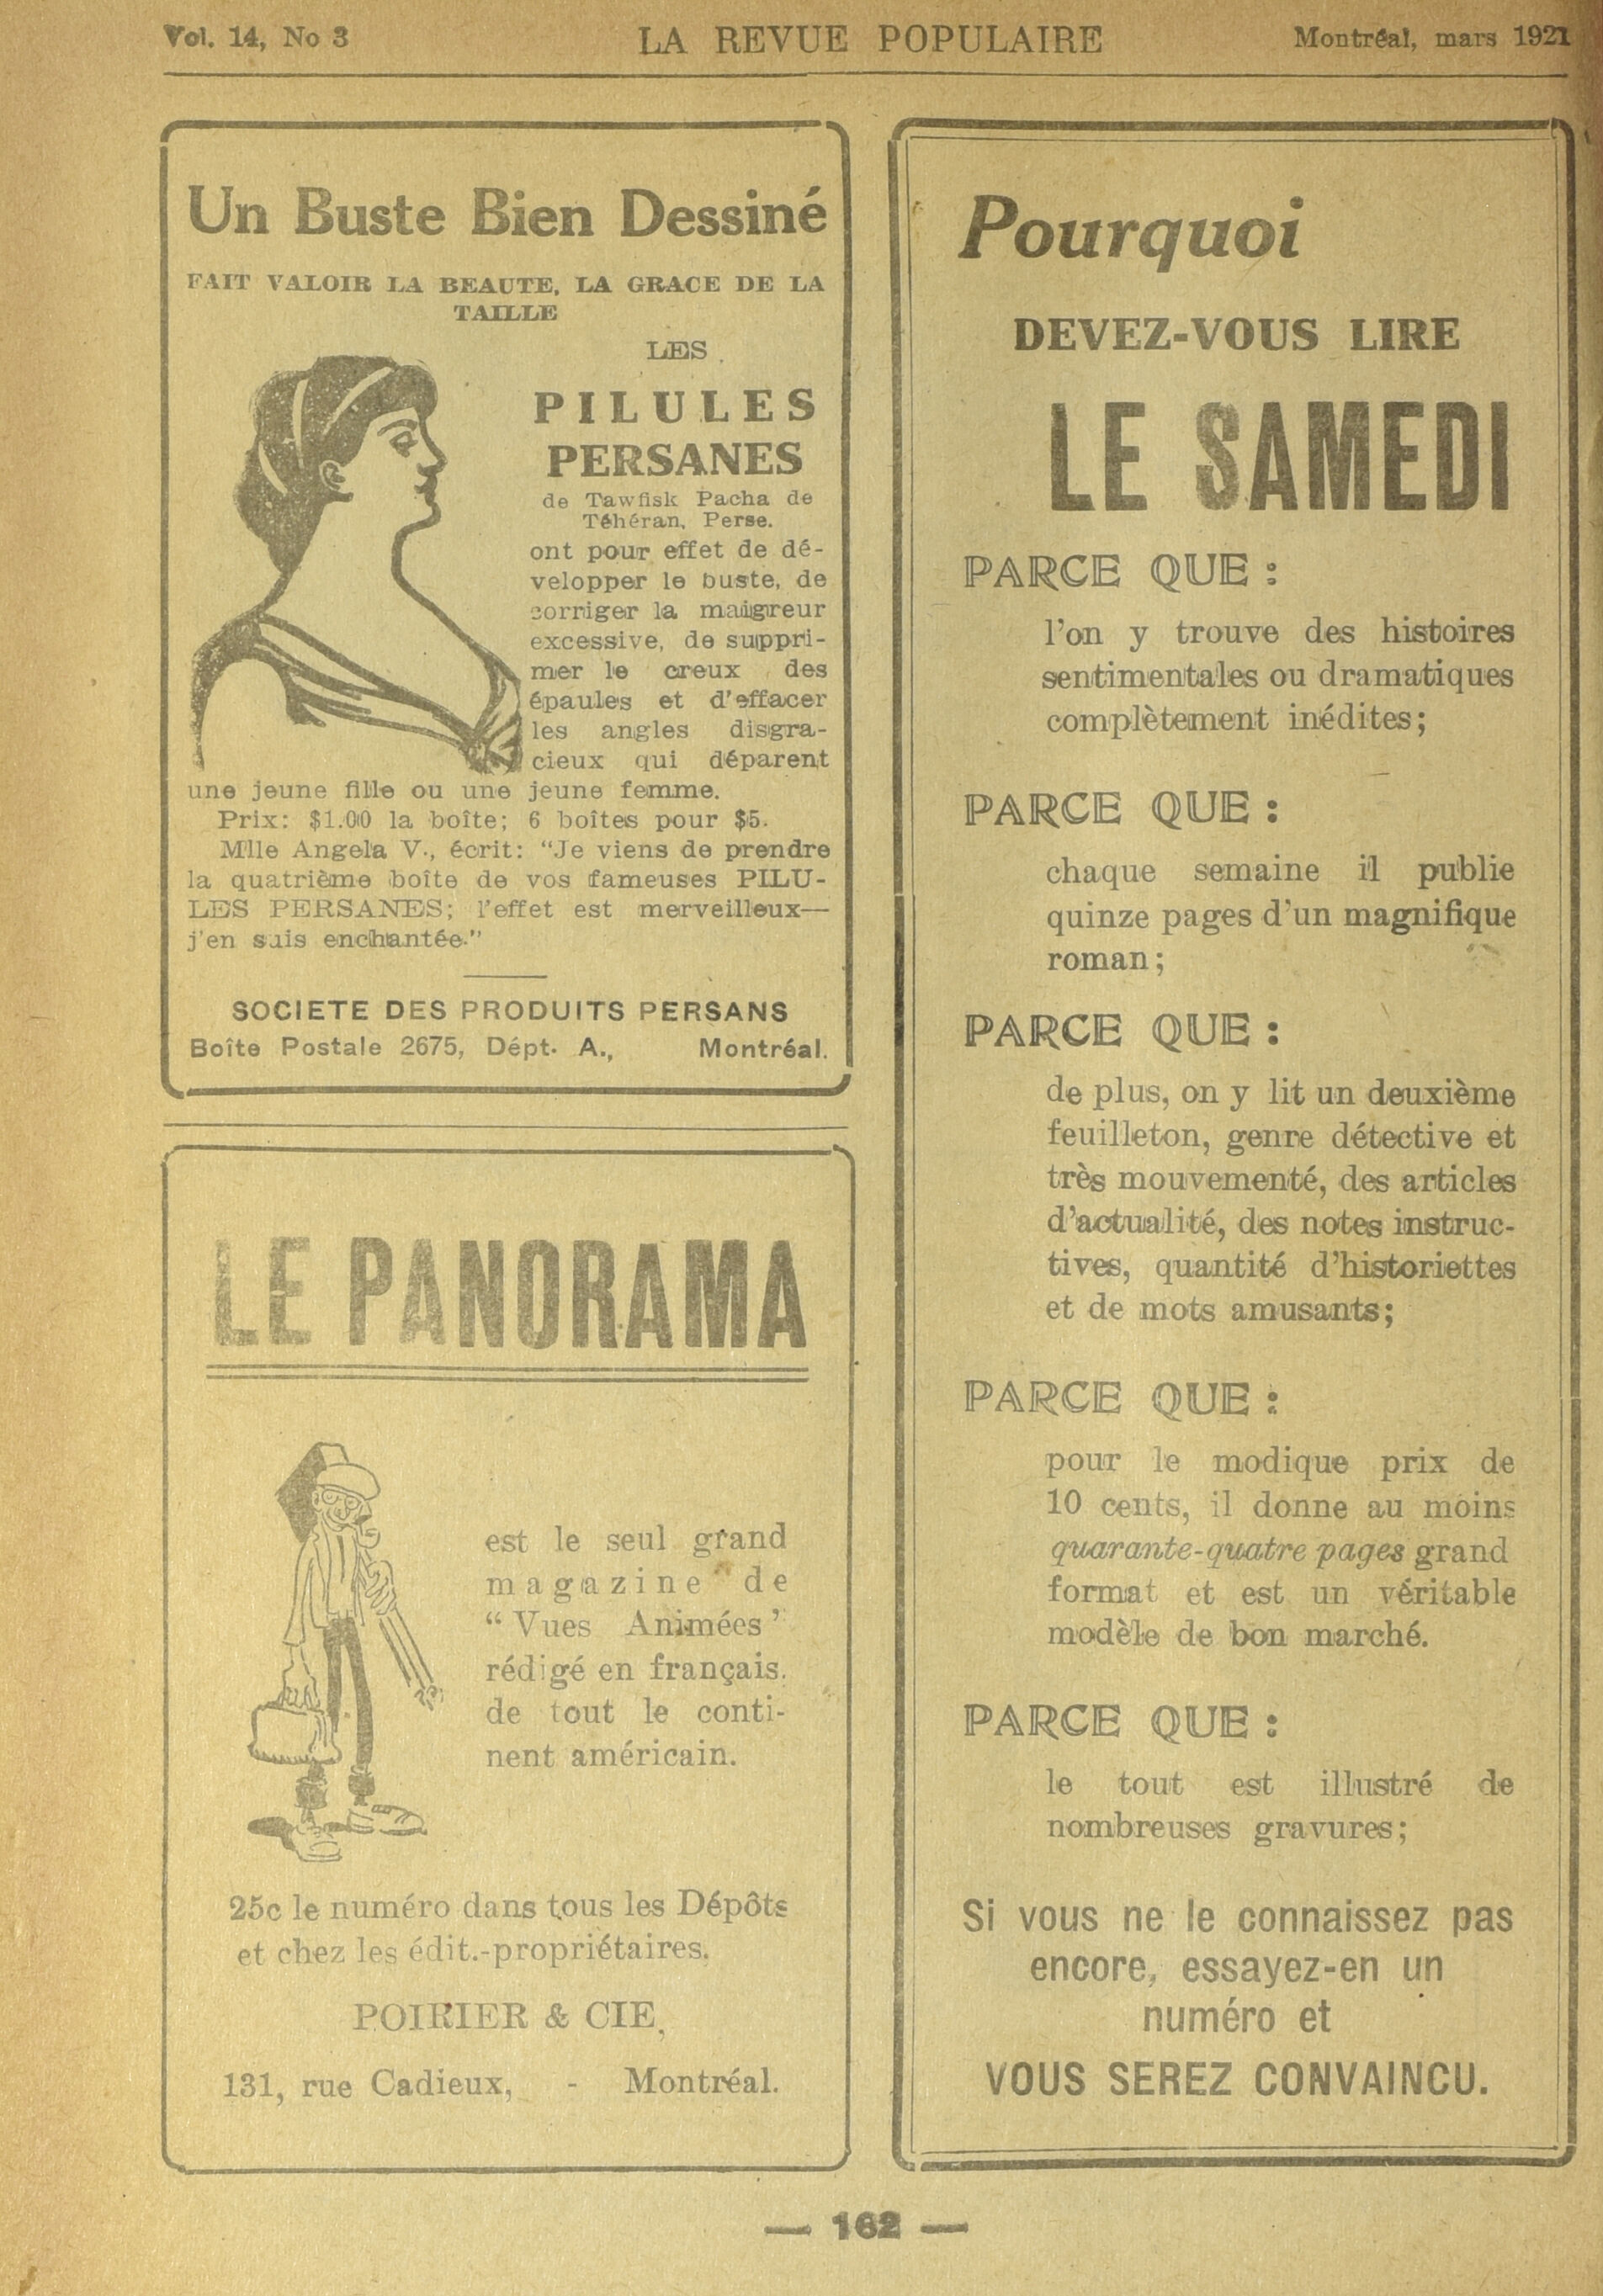 Vol. 14, No 3 LA REVUE POPULAIRE Montréal, mars 1921
Un Buste Bien Dessiné
FAIT VALOIR LA BEAUTE, LA GRACE DE LA
TAILLE
LES
PILULES
PERSANES
de Tawfisk Pacha de
Téhéran, Perse.
ont pour effet de dé-
velopper le buste, de
corriger la maigreur
excessive, de suppri-
mer le creux des
épaules et d'effacer
les angles disgra-
cieux qui déparent
une jeune fille ou une jeune femme.
Prix: $1.00 la boîte; 6 boîtes pour $5.
Mlle Angela V., écrit: "Je viens de prendre
la quatrième boîte de vos fameuses PILU-
LES PERSANES; l'effet est merveilleux—
j'en suis enchantée."
SOCIETE DES PRODUITS PERSANS
Boîte Postale 2675, Dépt. A., Montréal.
LE PANORAMA
est le seul grand
magazine de
"Vues Animées"
rédigé en français.
de tout le conti-
nent américain.
25c le numéro dans tous les Dépôts
et chez les édit.-propriétaires.
POIRIER & CIE,
131, rue Cadieux, - Montréal.
Pourquoi
DEVEZ-VOUS LIRE
LE SAMEDI
PARCE QUE:
l'on y trouve des histoires
sentimentales ou dramatiques
complètement inédites;
PARCE QUE:
chaque semaine il publie
quinze pages d'un magnifique
roman;
PARCE QUE:
de plus, on y lit un deuxième
feuilleton, genre détective et
très mouvementé, des articles
d'actualité, des notes instruc-
tives, quantité d'historiettes
et de mots amusants;
PARCE QUE:
pour le modique prix de
10 cents, il donne au moins
quarante-quatre pages grand
format et est un véritable
modèle de bon marché.
PARCE QUE:
le tout est illustré de
nombreuses gravures;
Si vous ne le connaissez pas
encore, essayez-en un
numéro et
VOUS SEREZ CONVAINCU.
— 162 —